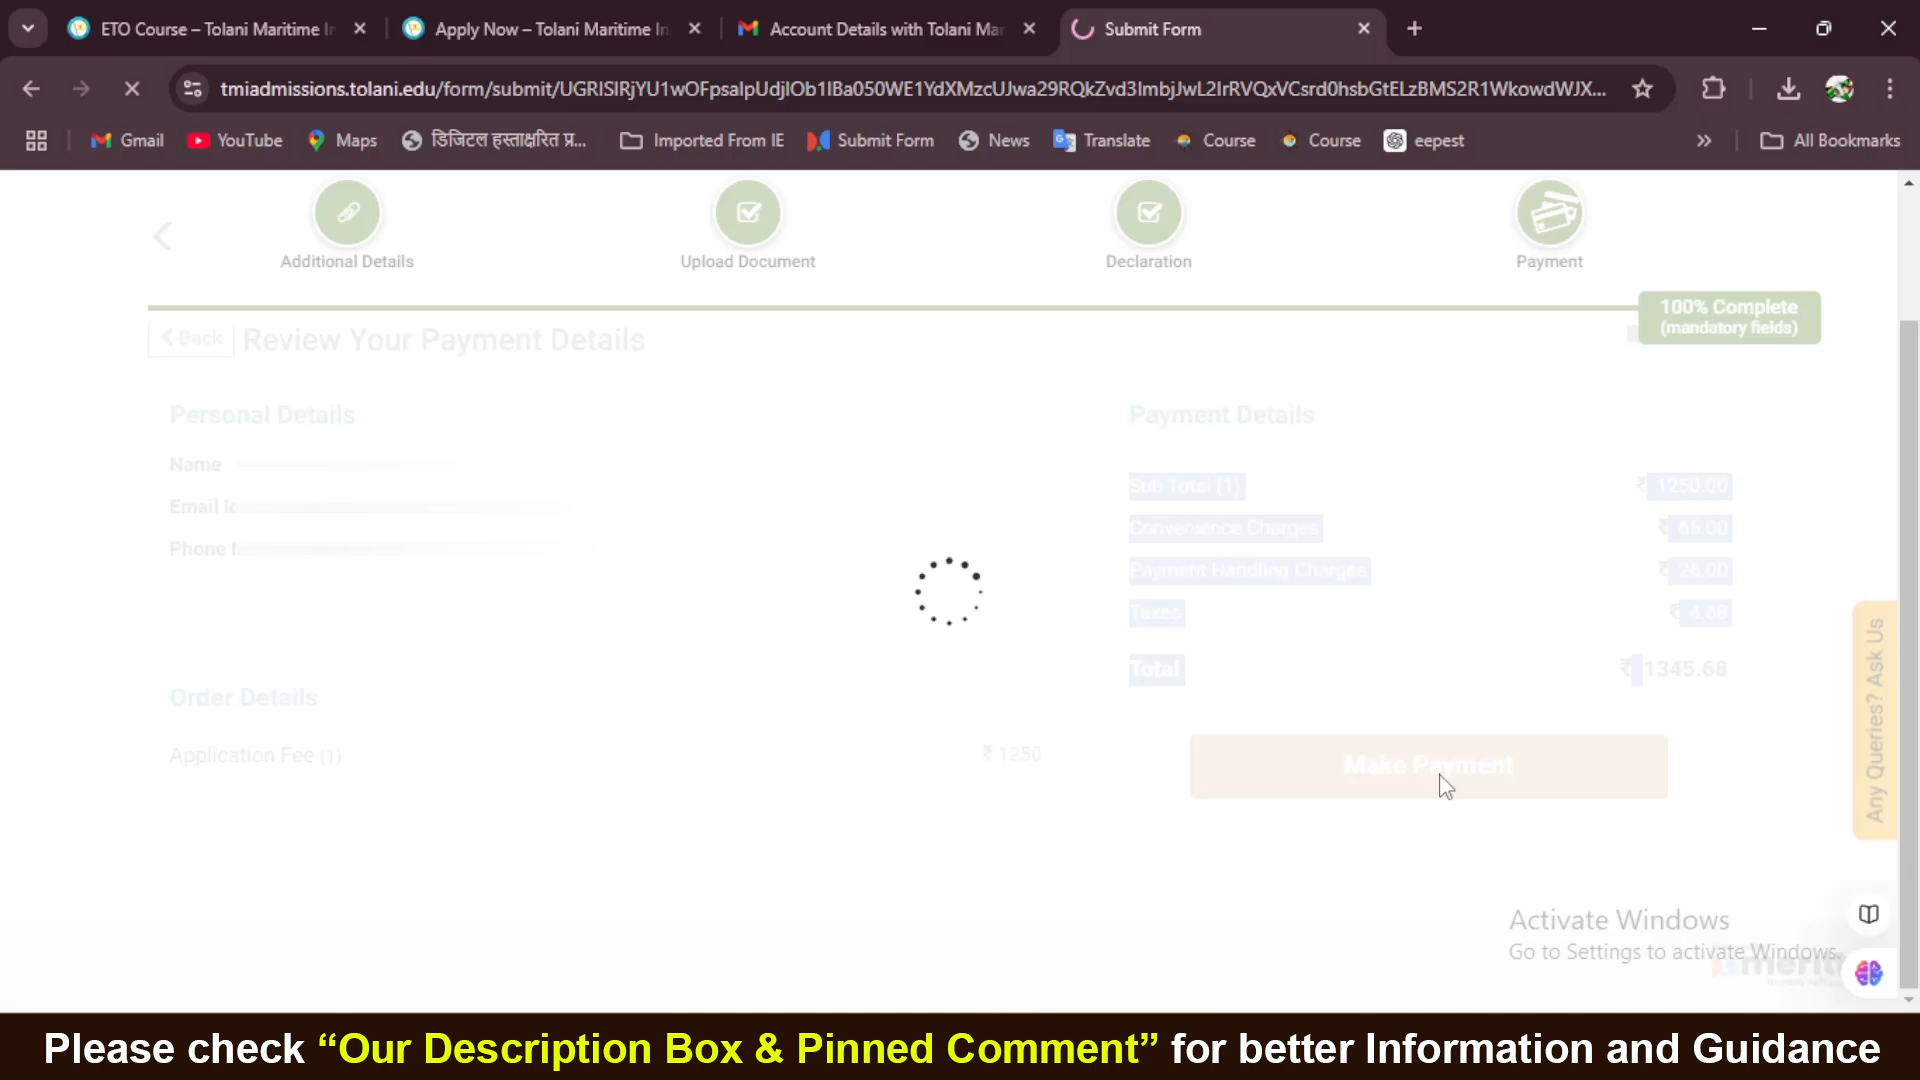 ETO Course – Tolani Maritime In
Apply Now – Tolani Maritime In
Account Details with Tolani Mar
Submit Form
tmiadmissions.tolani.edu/form/submit/
Gmail
YouTube
Maps
डिजिटल हस्ताक्षरित प्र...
Imported From IE
Submit Form
News
Translate
Course
Course
eepest
All Bookmarks
Additional Details
Upload Document
Declaration
Payment
100% Complete
(mandatory fields)
Back
Review Your Payment Details
Personal Details
Name
Email Id
Phone
Order Details
Application Fee (1) ₹ 1250
Payment Details
Sub Total (1) ₹ 1250.00
Convenience Charges ₹ 65.00
Payment Handling Charges ₹ 26.00
Taxes ₹ 4.68
Total ₹ 1345.68
Make Payment
Any Queries? Ask Us
Activate Windows
Go to Settings to activate Windows.
Please check “Our Description Box & Pinned Comment” for better Information and Guidance